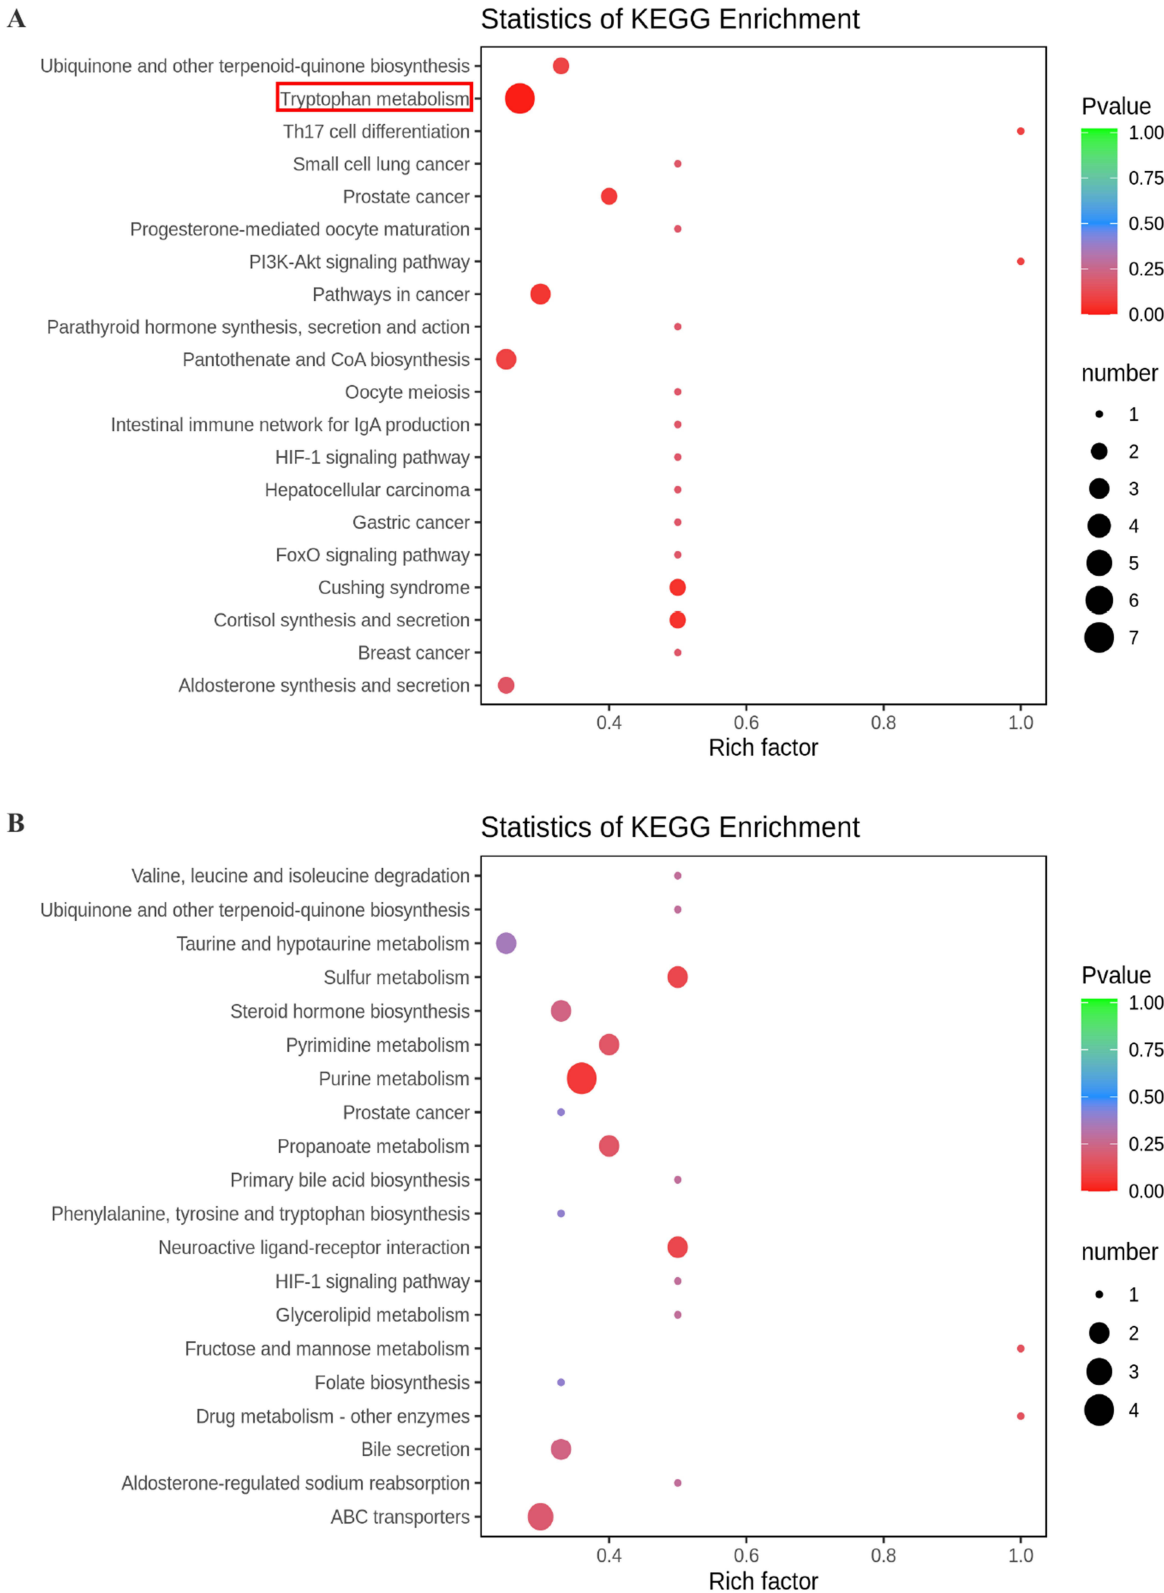 A
Statistics of KEGG Enrichment
Ubiquinone and other terpenoid-quinone biosynthesis
Tryptophan metabolism
Th17 cell differentiation
Small cell lung cancer
Prostate cancer
Progesterone-mediated oocyte maturation
PI3K-Akt signaling pathway
Pathways in cancer
Parathyroid hormone synthesis, secretion and action
Pantothenate and CoA biosynthesis
Oocyte meiosis
Intestinal immune network for IgA production
HIF-1 signaling pathway
Hepatocellular carcinoma
Gastric cancer
FoxO signaling pathway
Cushing syndrome
Cortisol synthesis and secretion
Breast cancer
Aldosterone synthesis and secretion
0.4 0.6 0.8 1.0
Rich factor
Pvalue
1.00
0.75
0.50
0.25
0.00
number
1
2
3
4
5
6
7
B
Statistics of KEGG Enrichment
Valine, leucine and isoleucine degradation
Ubiquinone and other terpenoid-quinone biosynthesis
Taurine and hypotaurine metabolism
Sulfur metabolism
Steroid hormone biosynthesis
Pyrimidine metabolism
Purine metabolism
Prostate cancer
Propanoate metabolism
Primary bile acid biosynthesis
Phenylalanine, tyrosine and tryptophan biosynthesis
Neuroactive ligand-receptor interaction
HIF-1 signaling pathway
Glycerolipid metabolism
Fructose and mannose metabolism
Folate biosynthesis
Drug metabolism - other enzymes
Bile secretion
Aldosterone-regulated sodium reabsorption
ABC transporters
0.4 0.6 0.8 1.0
Rich factor
Pvalue
1.00
0.75
0.50
0.25
0.00
number
1
2
3
4